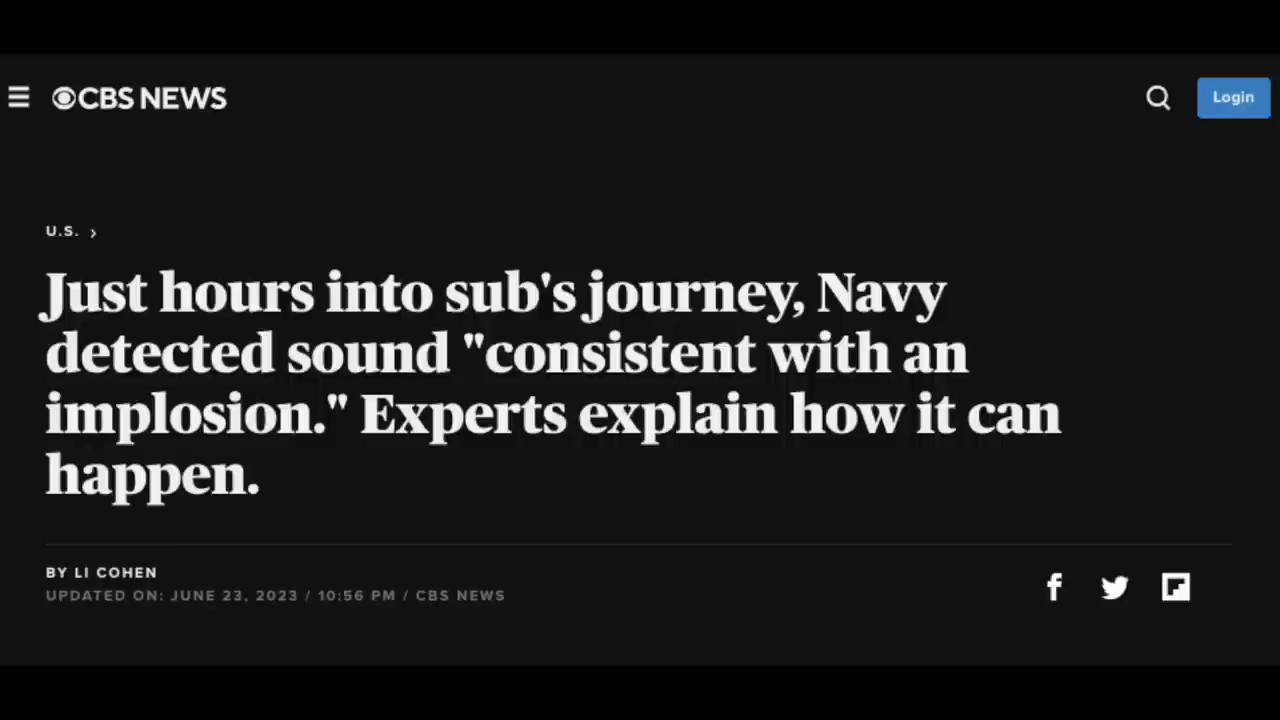 CBS NEWS
Login
U.S. >
Just hours into sub's journey, Navy
detected sound "consistent with an
implosion." Experts explain how it can
happen.
BY LI COHEN
UPDATED ON: JUNE 23, 2023 / 10:56 PM / CBS NEWS